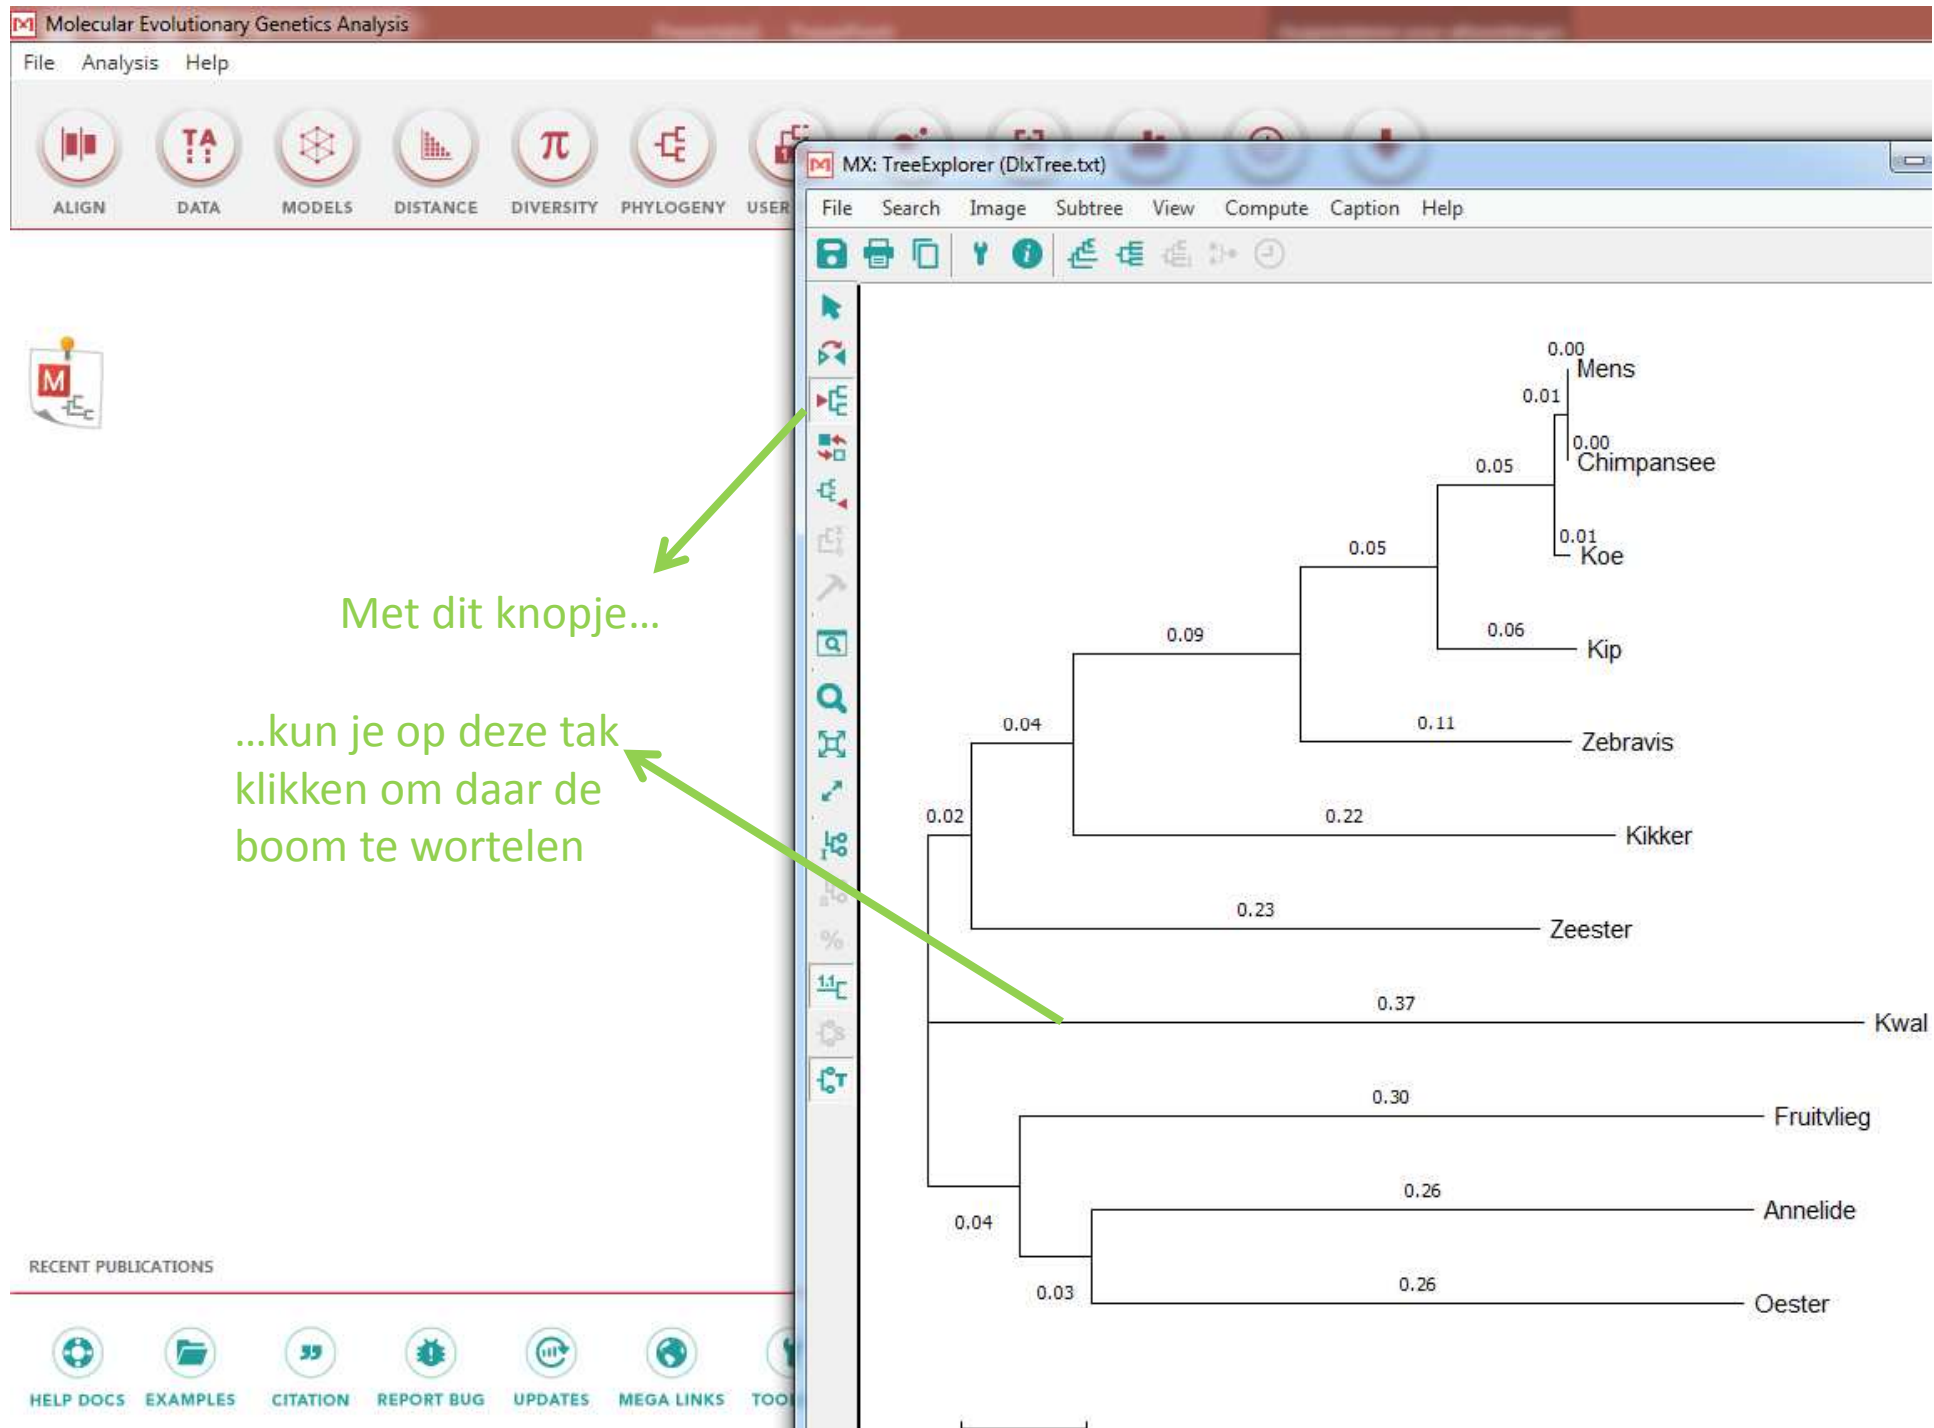 Molecular Evolutionary Genetics Analysis
File Analysis Help
TA
π
1
ALIGN DATA MODELS DISTANCE DIVERSITY PHYLOGENY USER
MX: TreeExplorer (DlxTree.txt)
File Search Image Subtree View Compute Caption Help
M
0.00
Mens
0.01
0.00
Chimpansee
0.05
0.01
Koe
0.05
0.06
Kip
0.09
0.11
Zebravis
0.04
0.22
Kikker
0.02
0.23
Zeester
0.37
Kwal
0.30
Fruitvlieg
0.26
Annelide
0.04
0.26
Oester
0.03
%
1.1
Met dit knopje...
...kun je op deze tak
klikken om daar de
boom te wortelen
RECENT PUBLICATIONS
HELP DOCS EXAMPLES CITATION REPORT BUG UPDATES MEGA LINKS